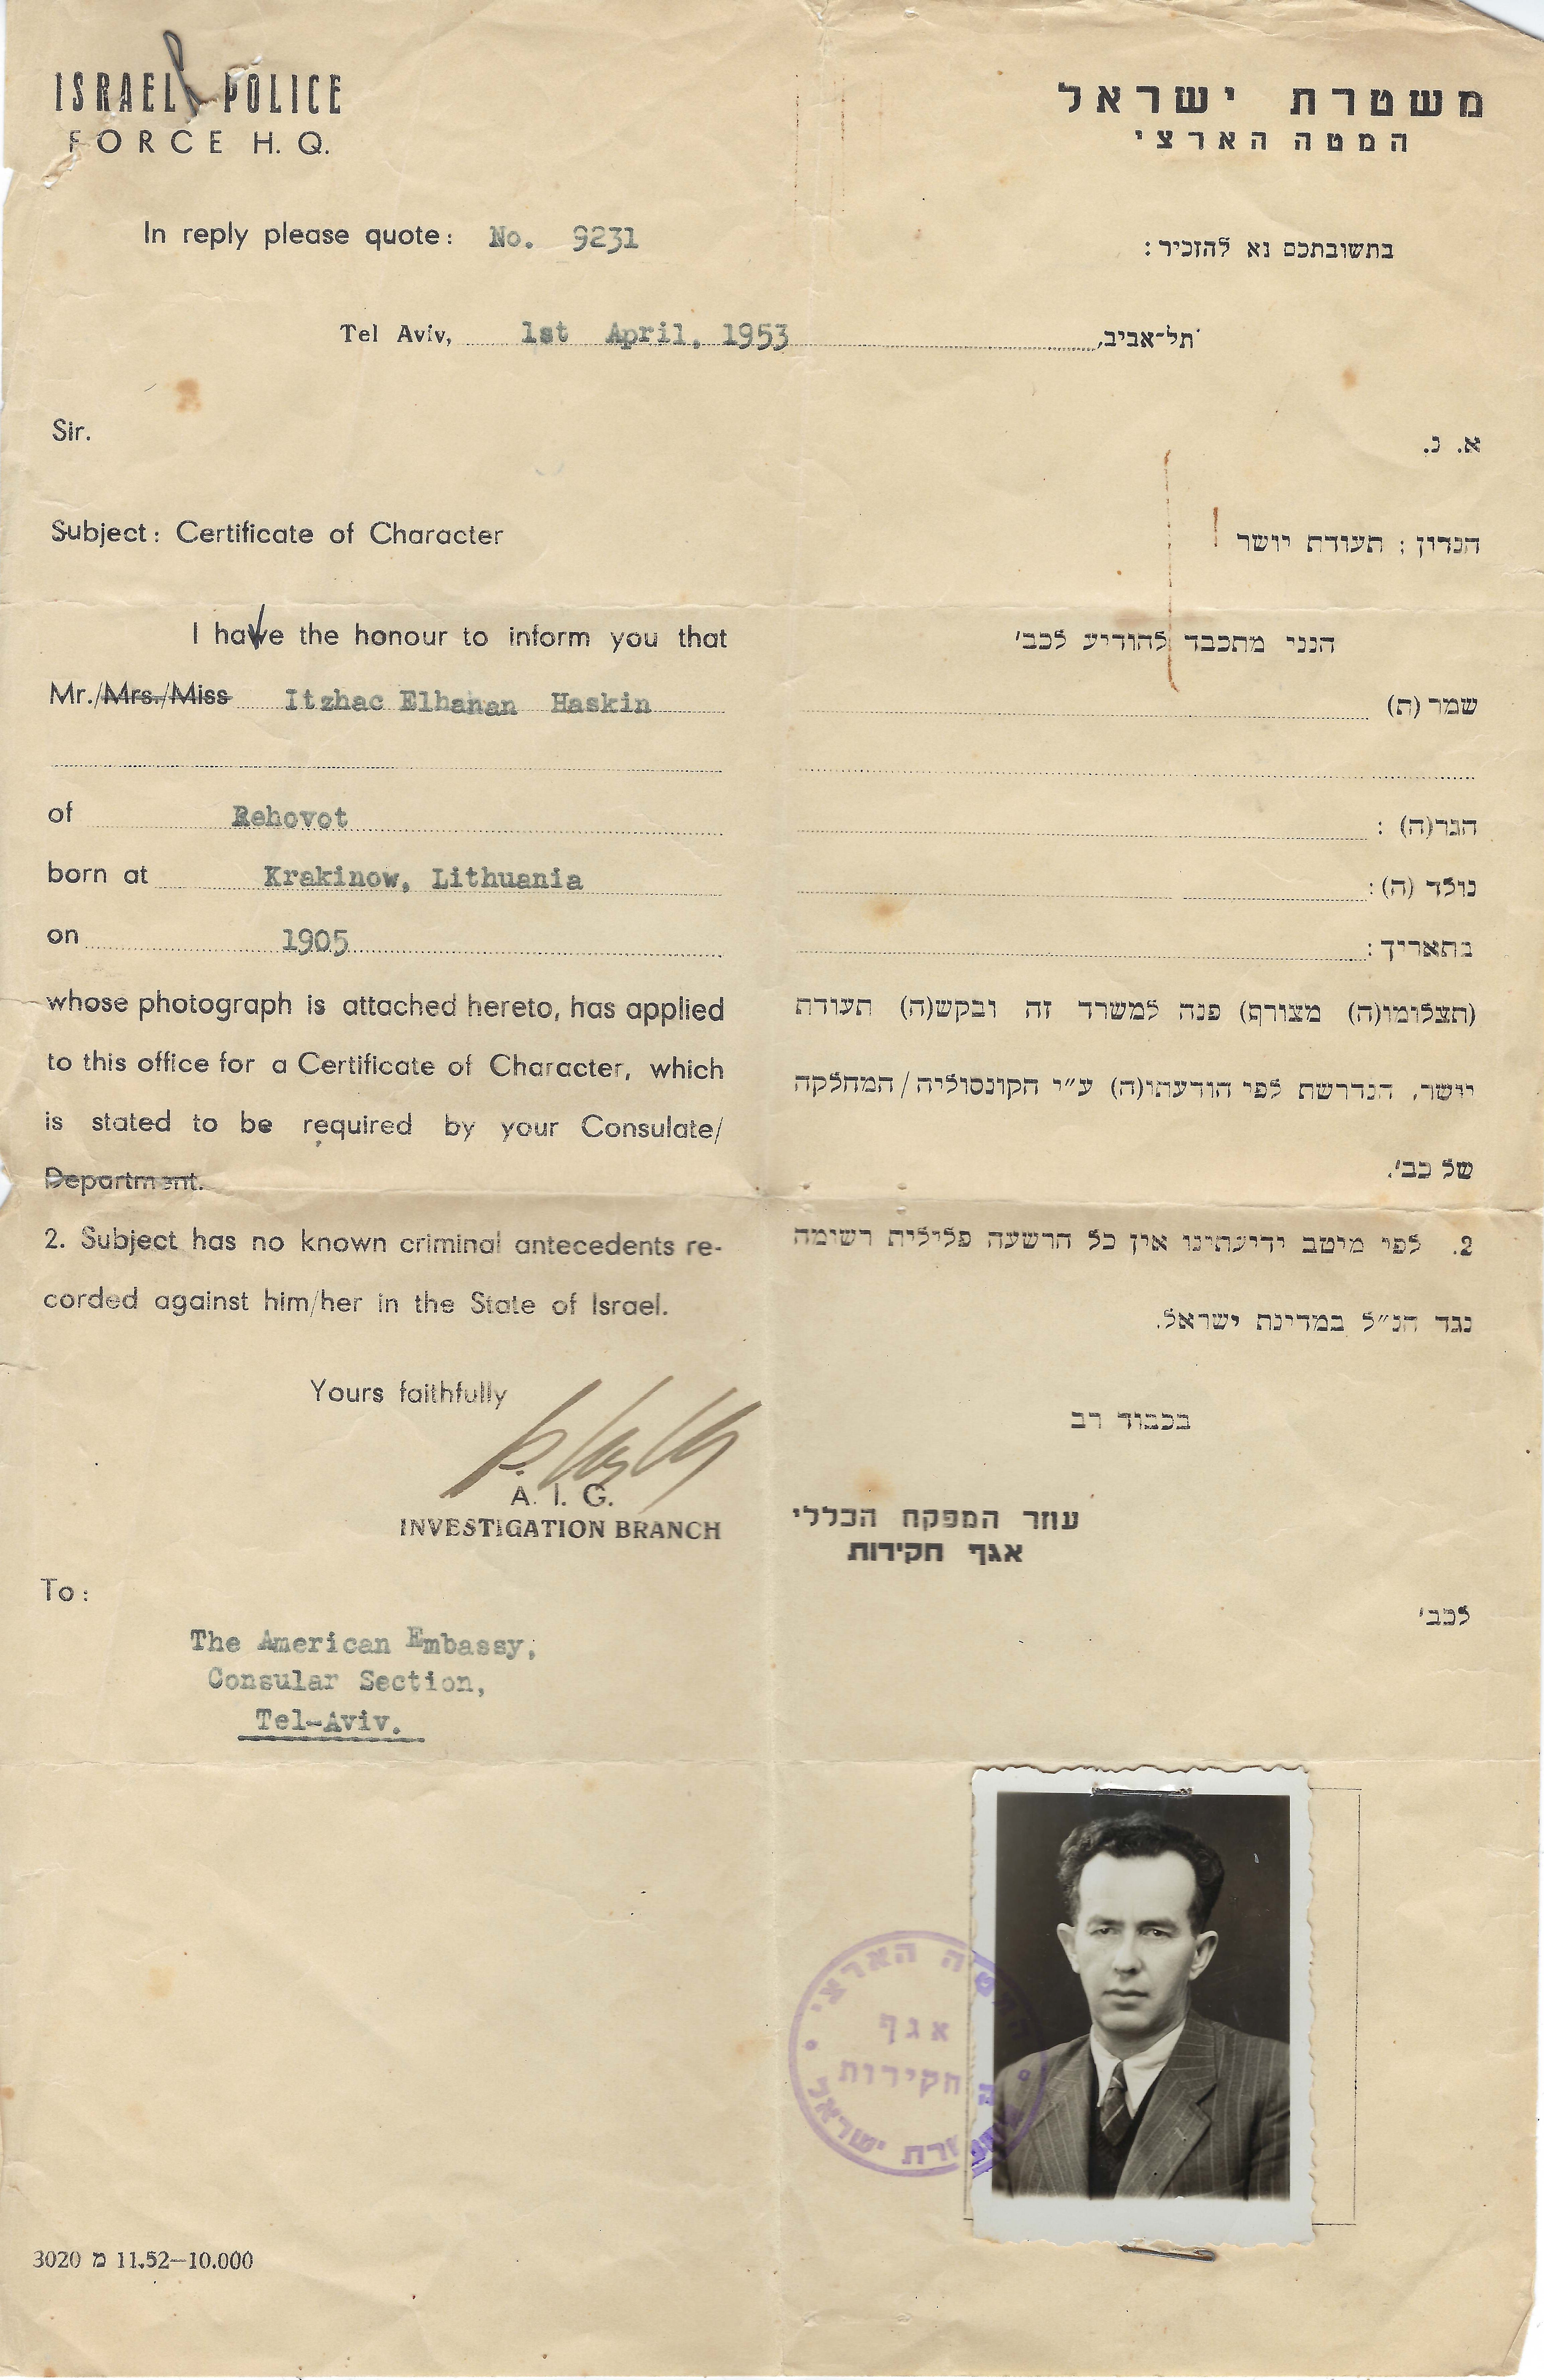 ISRAEL POLICE
FORCE H. Q.
In reply please quote: No. 9231
Tel Aviv, 1st April, 1953
Sir.
Subject: Certificate of Character
I have the honour to inform you that
Mr./Mrs./Miss Itzhac Elhanan Haskin
of Rehovot
born at Krakinow, Lithuania
on 1905
whose photograph is attached hereto, has applied
to this office for a Certificate of Character, which
is stated to be required by your Consulate/
Department.
2. Subject has no known criminal antecedents re-
corded against him/her in the State of Israel.
Yours faithfully
A. I. G.
INVESTIGATION BRANCH
To:
The American Embassy,
Consular Section,
Tel-Aviv.
3020 מ 11.52—10.000
משטרת ישראל
המטה הארצי
בתשובתכם נא להזכיר:
תל־אביב,
א. נ.
הנדון: תעודת יושר
הנני מתכבד להודיע לכב'
שמר (ת)
הגר(ה):
נולד (ה):
בתאריך:
(תצלומו(ה) מצורף) פנה למשרד זה ובקש(ה) תעודת
יושר, הנדרשת לפי הודעתו(ה) ע״י הקונסוליה/המחלקה
של כב'.
2. לפי מיטב ידיעתינו אין כל הרשעה פלילית רשומה
נגד הנ״ל במדינת ישראל.
בכבוד רב
עוזר המפקח הכללי
אגף חקירות
לכב'
המטה הארצי
אגף
חקירות
ישראל